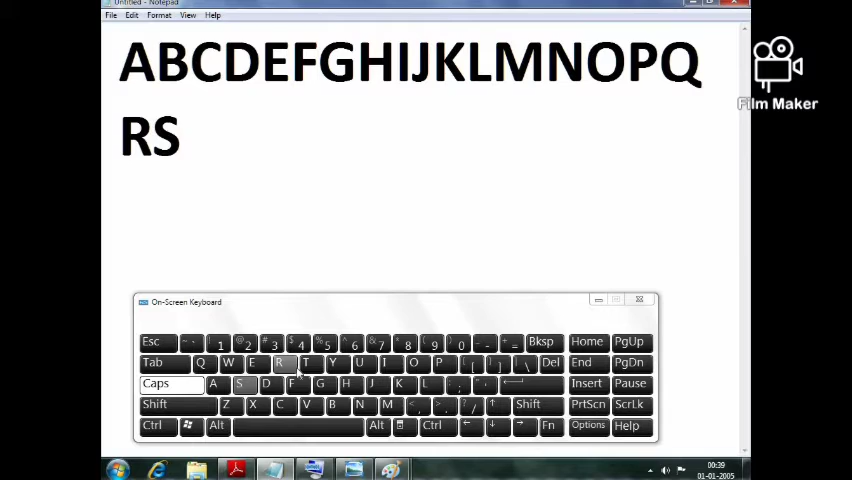 Untitled - Notepad
File Edit Format View Help
ABCDEFGHIJKLMNOPQ
RS
Film Maker
On-Screen Keyboard
Esc ~ ` ! 1 @ 2 # 3 $ 4 % 5 ^ 6 & 7 * 8 ( 9 ) 0 _ - + = Bksp Home PgUp
Tab Q W E R T Y U I O P { [ } ] | \ Del End PgDn
Caps A S D F G H J K L : ; " ' Insert Pause
Shift Z X C V B N M < , > . ? / ↑ Shift PrtScn ScrLk
Ctrl Alt Alt Ctrl ← ↓ → Fn Options Help
00:39
01-01-2005